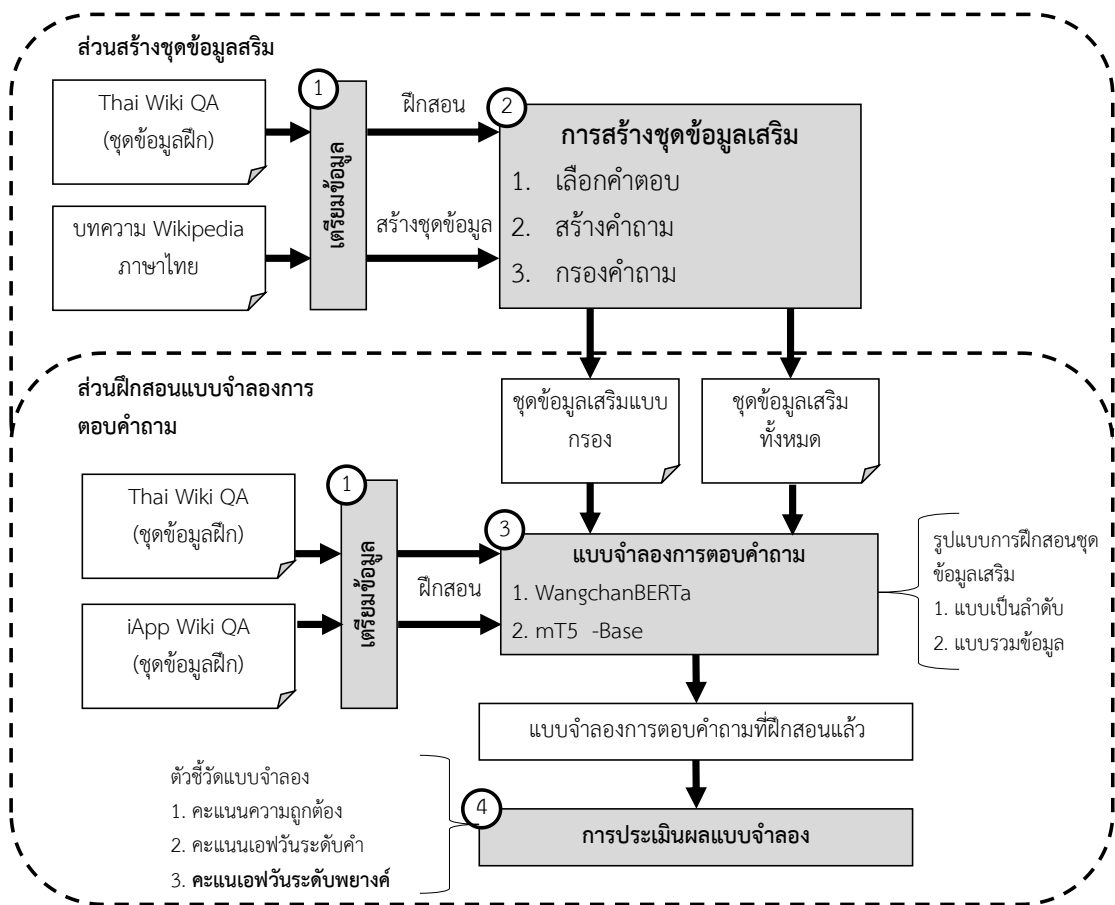 ส่วนสร้างชุดข้อมูลสริม
Thai Wiki QA
(ชุดข้อมูลฝึก)
บทความ Wikipedia
ภาษาไทย
1
เตรียมข้อมูล
ฝึกสอน
สร้างชุดข้อมูล
2
การสร้างชุดข้อมูลเสริม
1. เลือกคำตอบ
2. สร้างคำถาม
3. กรองคำถาม
ส่วนฝึกสอนแบบจำลองการ
ตอบคำถาม
ชุดข้อมูลเสริมแบบ
กรอง
ชุดข้อมูลเสริม
ทั้งหมด
Thai Wiki QA
(ชุดข้อมูลฝึก)
iApp Wiki QA
(ชุดข้อมูลฝึก)
1
เตรียมข้อมูล
ฝึกสอน
3
แบบจำลองการตอบคำถาม
1. WangchanBERTa
2. mT5 -Base
รูปแบบการฝึกสอนชุด
ข้อมูลเสริม
1. แบบเป็นลำดับ
2. แบบรวมข้อมูล
แบบจำลองการตอบคำถามที่ฝึกสอนแล้ว
ตัวชี้วัดแบบจำลอง
1. คะแนนความถูกต้อง
2. คะแนนเอฟวันระดับคำ
3. คะแนเอฟวันระดับพยางค์
4
การประเมินผลแบบจำลอง